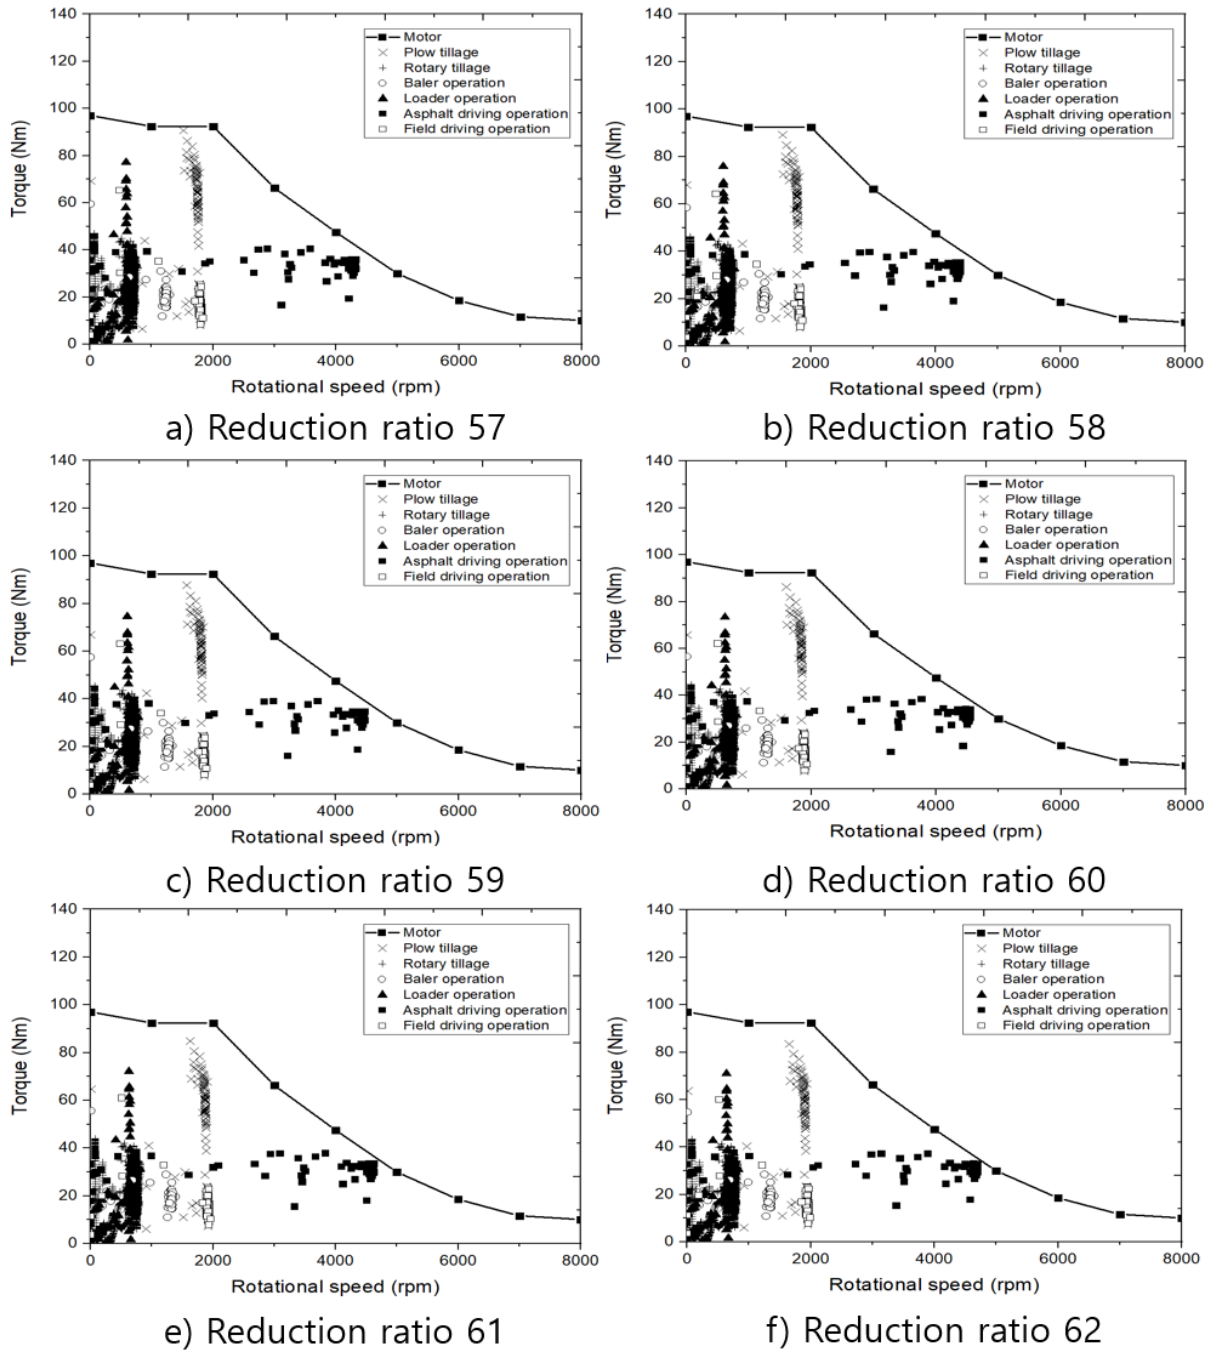 140
120
100
80
60
40
20
0
Torque (Nm)
Motor
Plow tillage
Rotary tillage
Baler operation
Loader operation
Asphalt driving operation
Field driving operation
0 2000 4000 6000 8000
Rotational speed (rpm)
a) Reduction ratio 57
140
120
100
80
60
40
20
0
Torque (Nm)
Motor
Plow tillage
Rotary tillage
Baler operation
Loader operation
Asphalt driving operation
Field driving operation
0 2000 4000 6000 8000
Rotational speed (rpm)
b) Reduction ratio 58
140
120
100
80
60
40
20
0
Torque (Nm)
Motor
Plow tillage
Rotary tillage
Baler operation
Loader operation
Asphalt driving operation
Field driving operation
0 2000 4000 6000 8000
Rotational speed (rpm)
c) Reduction ratio 59
140
120
100
80
60
40
20
0
Torque (Nm)
Motor
Plow tillage
Rotary tillage
Baler operation
Loader operation
Asphalt driving operation
Field driving operation
0 2000 4000 6000 8000
Rotational speed (rpm)
d) Reduction ratio 60
140
120
100
80
60
40
20
0
Torque (Nm)
Motor
Plow tillage
Rotary tillage
Baler operation
Loader operation
Asphalt driving operation
Field driving operation
0 2000 4000 6000 8000
Rotational speed (rpm)
e) Reduction ratio 61
140
120
100
80
60
40
20
0
Torque (Nm)
Motor
Plow tillage
Rotary tillage
Baler operation
Loader operation
Asphalt driving operation
Field driving operation
0 2000 4000 6000 8000
Rotational speed (rpm)
f) Reduction ratio 62